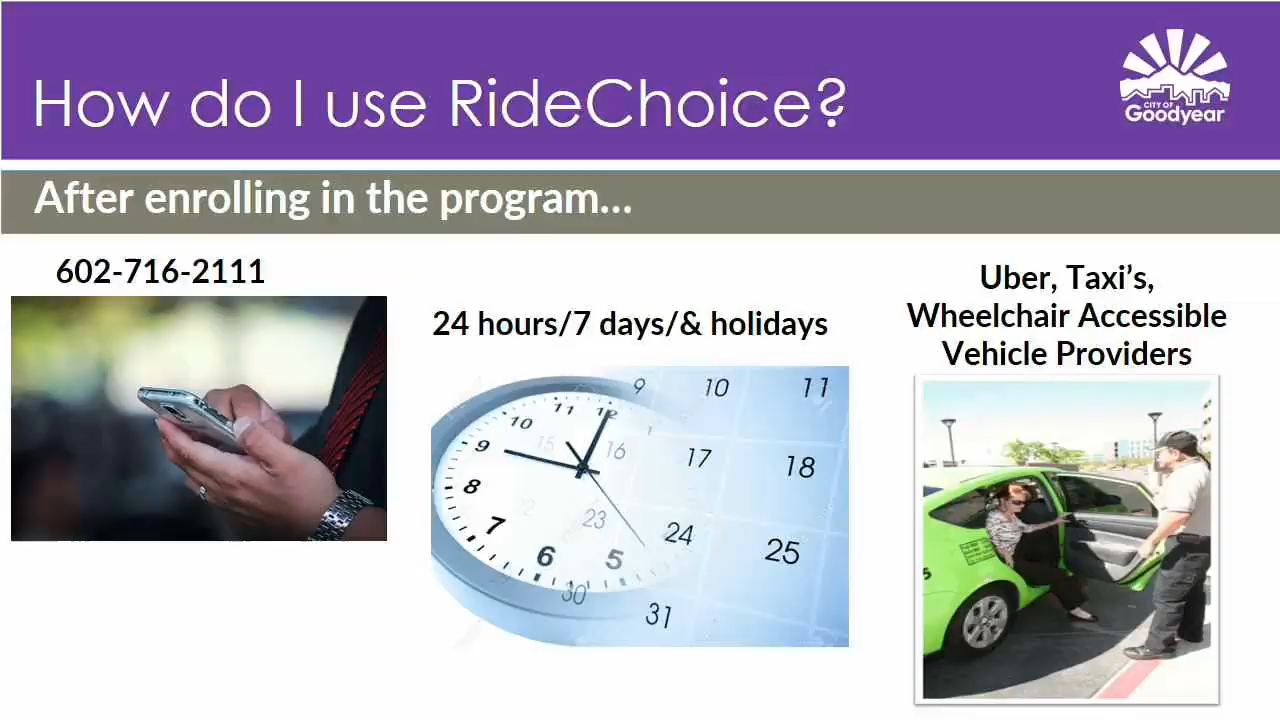 How do I use RideChoice?
CITY OF
Goodyear
After enrolling in the program...
602-716-2111
24 hours/7 days/& holidays
Uber, Taxi's,
Wheelchair Accessible
Vehicle Providers
9 10 11
11 12
10 15 16 17 18
9
8 23 24 25
7 6 5
30 31